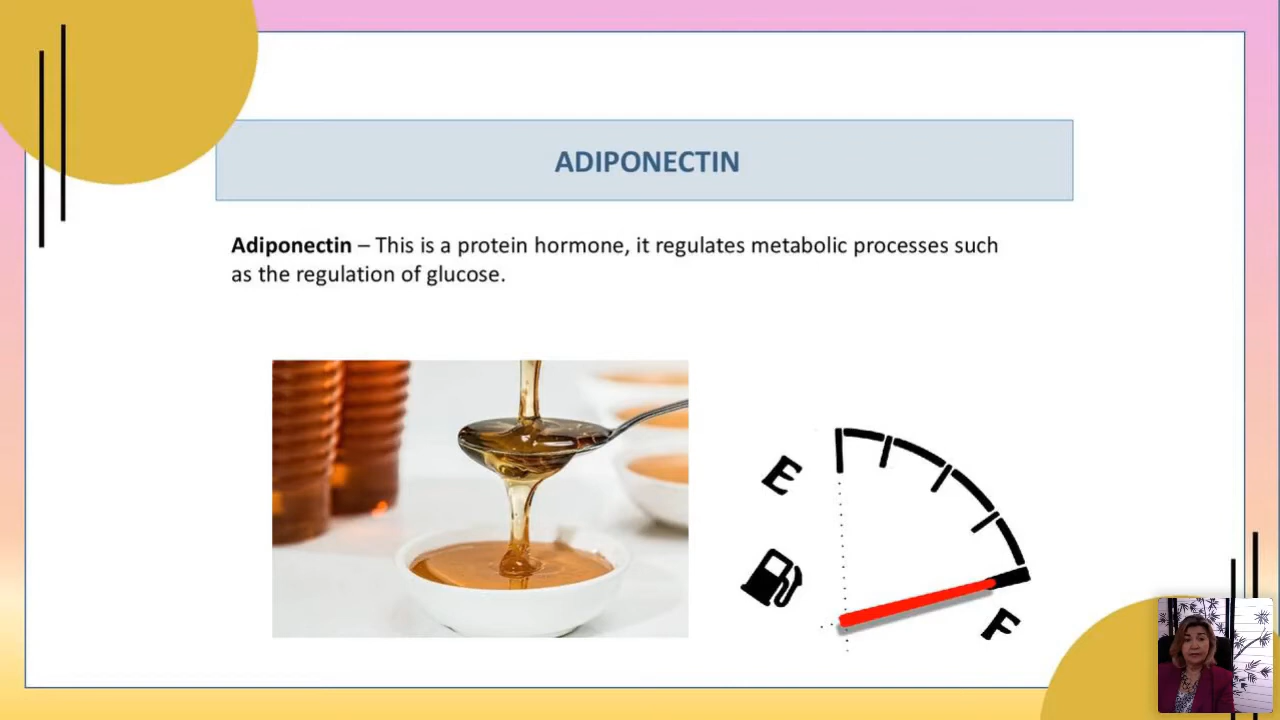 ADIPONECTIN
Adiponectin – This is a protein hormone, it regulates metabolic processes such
as the regulation of glucose.
E
F